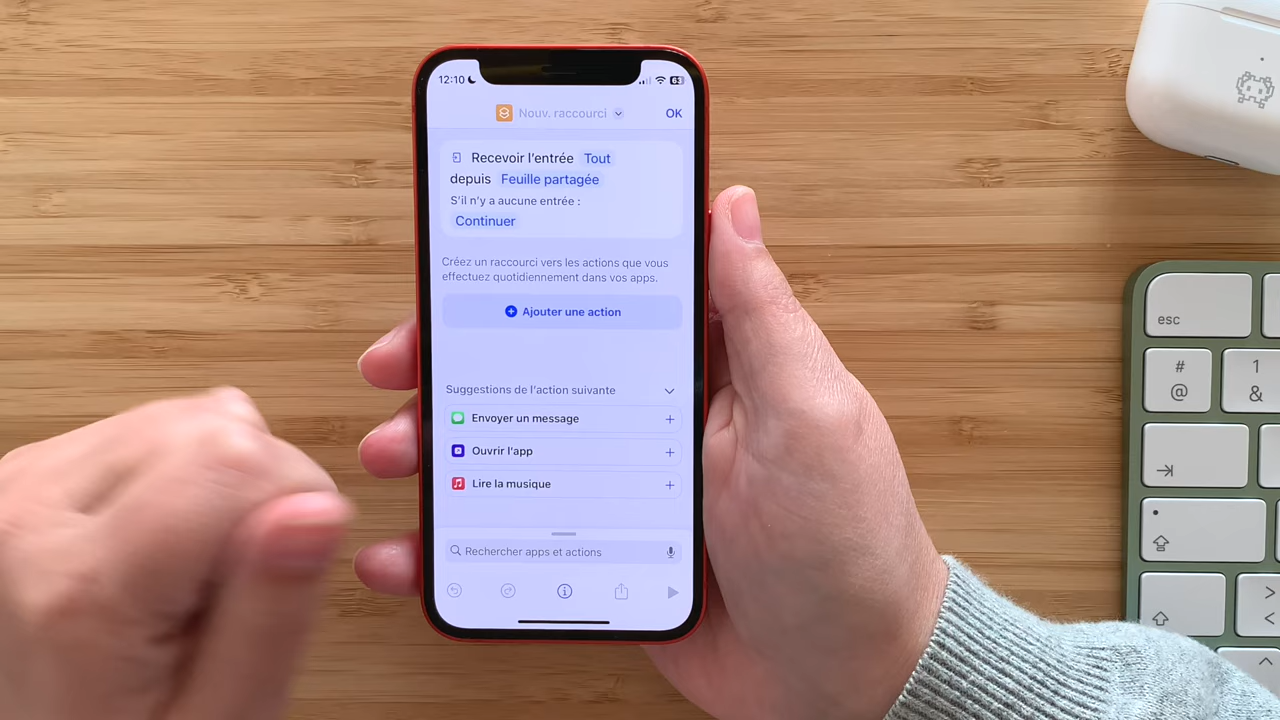 12:10
63
Nouv. raccourci
OK
Recevoir l'entrée Tout
depuis Feuille partagée
S'il n'y a aucune entrée :
Continuer
Créez un raccourci vers les actions que vous
effectuez quotidiennement dans vos apps.
Ajouter une action
Suggestions de l'action suivante
Envoyer un message
Ouvrir l'app
Lire la musique
Rechercher apps et actions
esc
#
@
1
&
>
<